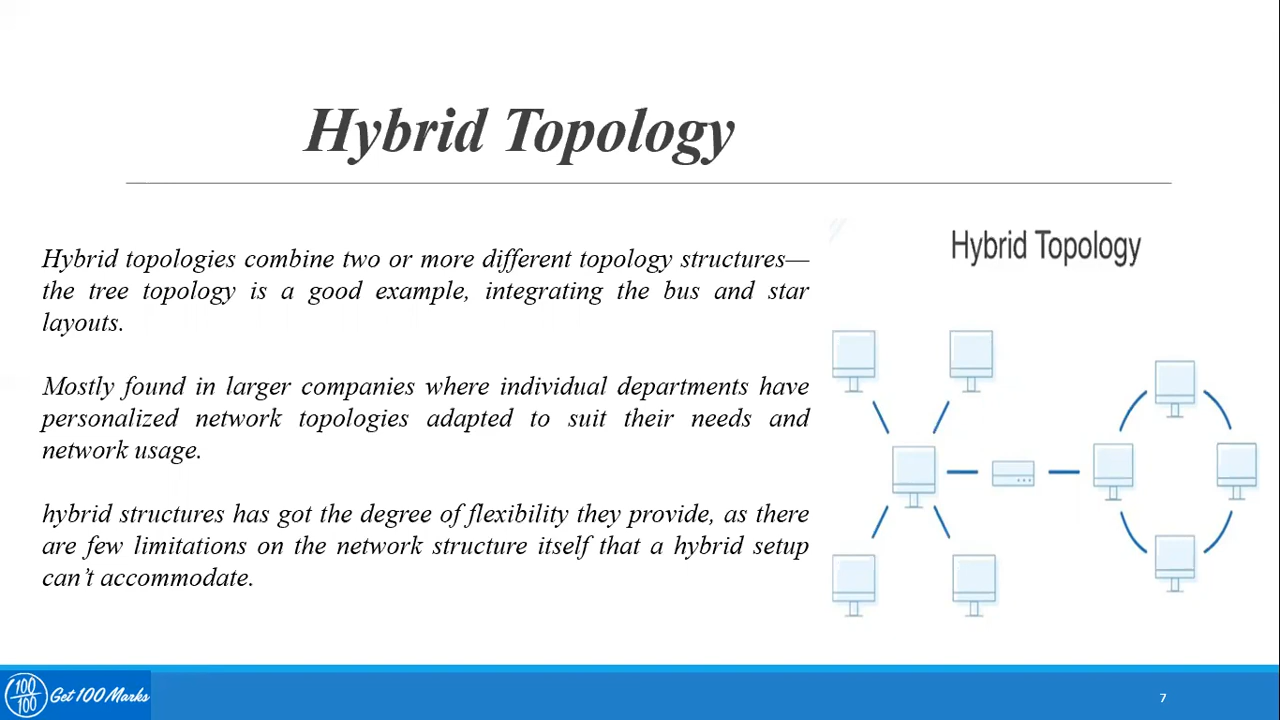 Hybrid Topology
Hybrid topologies combine two or more different topology structures—
the tree topology is a good example, integrating the bus and star
layouts.
Mostly found in larger companies where individual departments have
personalized network topologies adapted to suit their needs and
network usage.
hybrid structures has got the degree of flexibility they provide, as there
are few limitations on the network structure itself that a hybrid setup
can't accommodate.
Hybrid Topology
100
100
Get 100 Marks
7